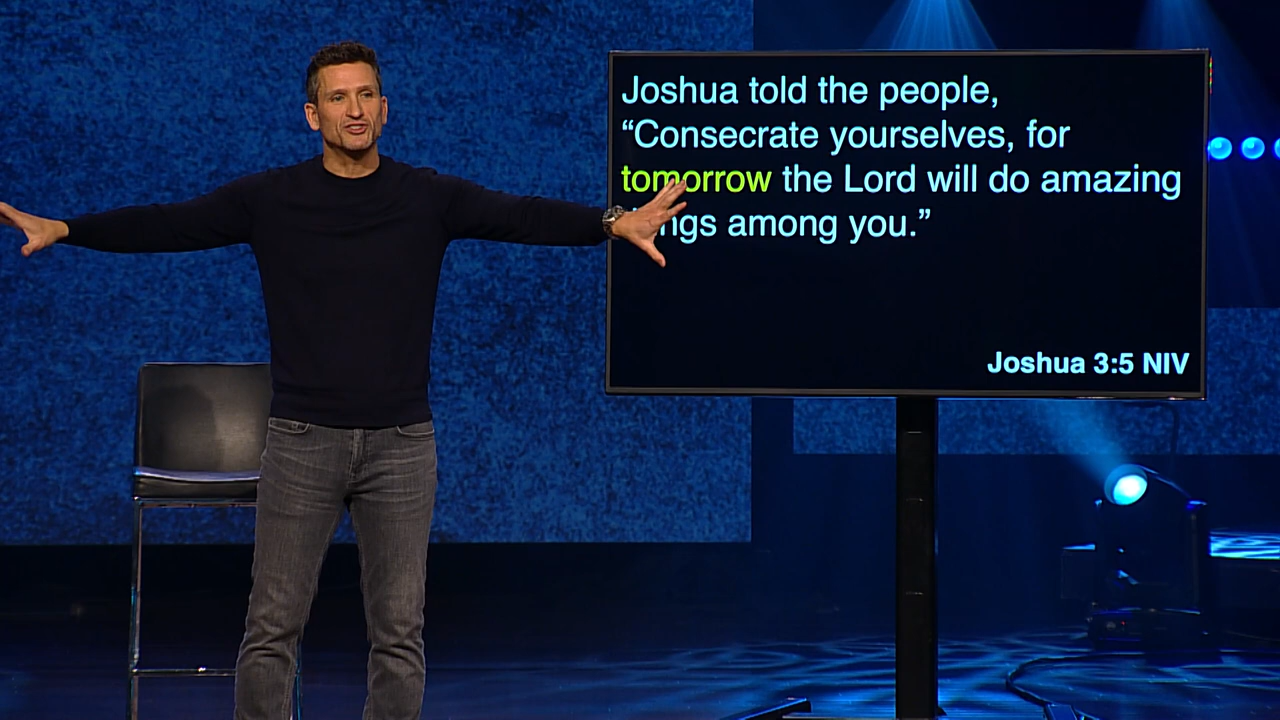 Joshua told the people,
“Consecrate yourselves, for
tomorrow the Lord will do amazing
ngs among you.”
Joshua 3:5 NIV